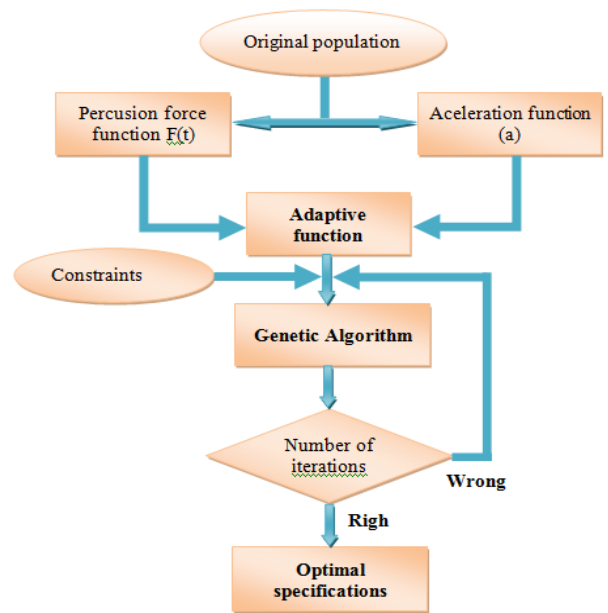 Original population
Percusion force
function F(t)
Aceleration function
(a)
Adaptive
function
Constraints
Genetic Algorithm
Number of
iterations
Wrong
Righ
Optimal
specifications